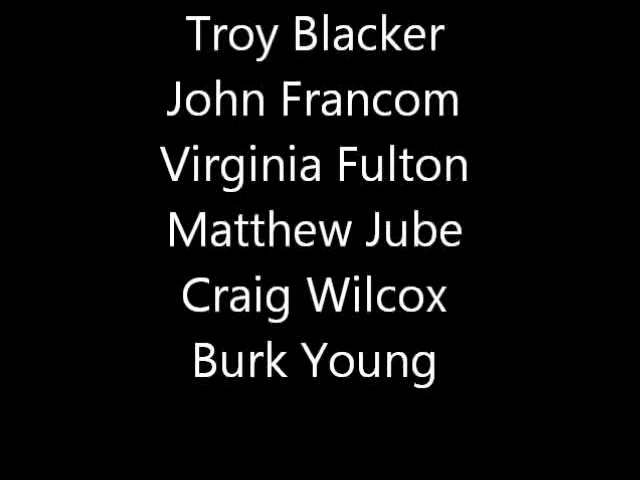 Troy Blacker
John Francom
Virginia Fulton
Matthew Jube
Craig Wilcox
Burk Young